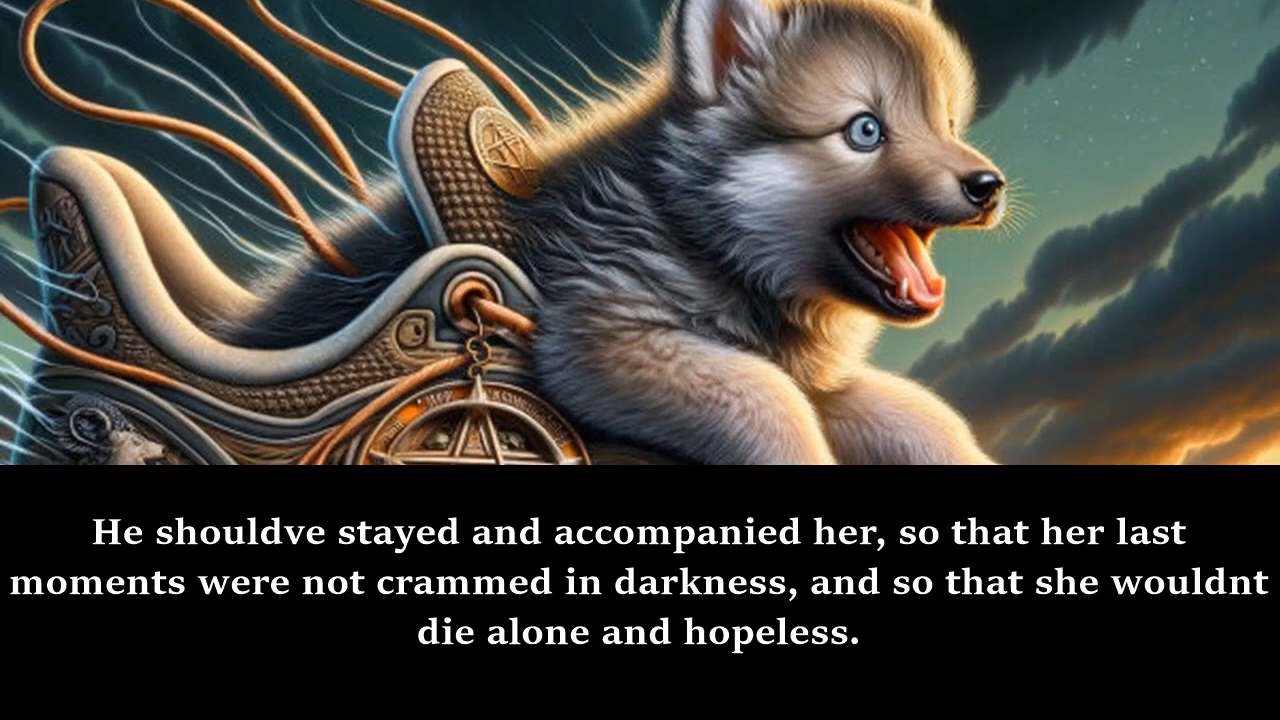 He shouldve stayed and accompanied her, so that her last
moments were not crammed in darkness, and so that she wouldnt
die alone and hopeless.